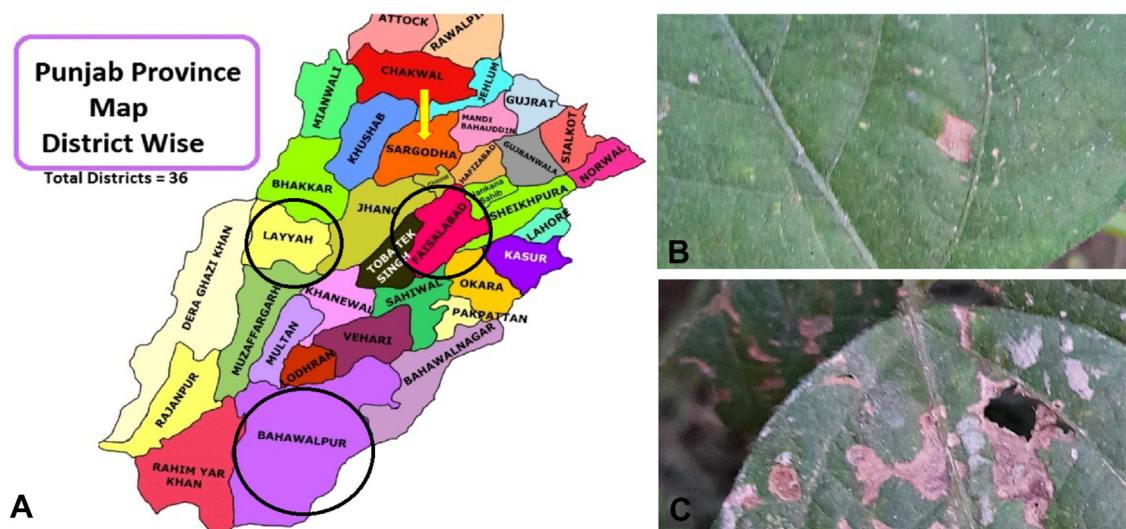 Punjab Province
Map
District Wise
Total Districts = 36
ATTOCK
RAWALPIN
CHAKWAL
JEHLUM
MIANWALI
KHUSHAB
GUJRAT
MANDI
BAHAUDDIN
SARGODHA
SIALKOT
GUJRANWALA
HAFIZABAD
NORWAL
BHAKKAR
Nankana
Sahib
SHEIKHPURA
JHANG
LAHORE
LAYYAH
FAISALABAD
KASUR
TOBA TEK
SINGH
OKARA
DERA GHAZI KHAN
KHANEWAL
SAHIWAL
MUZAFFARGARH
PAKPATTAN
MULTAN
VEHARI
BAHAWALNAGAR
LODHRAN
RAJANPUR
BAHAWALPUR
RAHIM YAR
KHAN
A
B
C